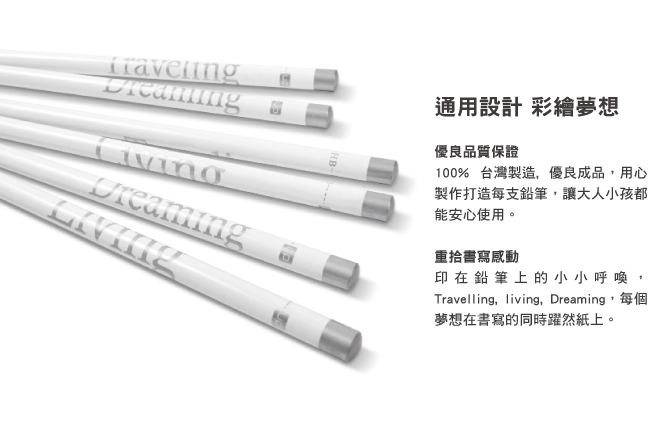 Traveling
Dreaming
HB
Living
Dreaming
Living
通用設計 彩繪夢想
優良品質保證
100% 台灣製造, 優良成品，用心
製作打造每支鉛筆，讓大人小孩都
能安心使用。
重拾書寫感動
印在鉛筆上的小小呼喚，
Travelling, living, Dreaming，每個
夢想在書寫的同時躍然紙上。